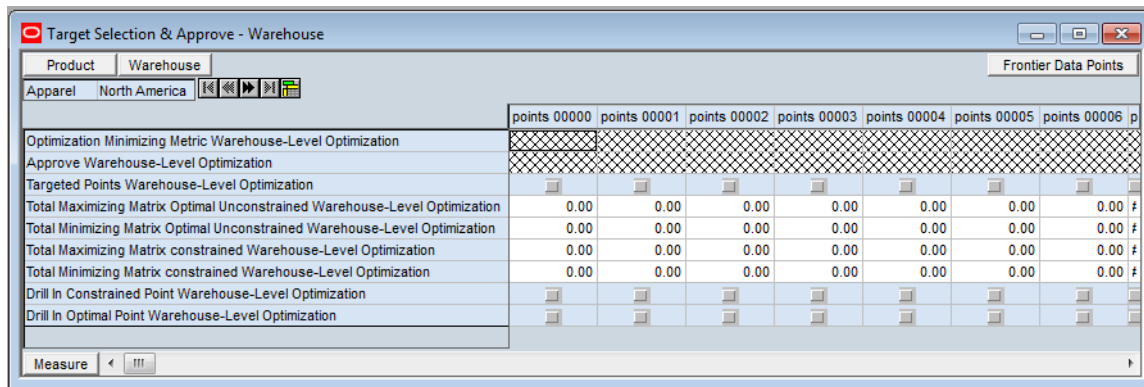 Target Selection & Approve - Warehouse
Product Warehouse Frontier Data Points
Apparel North America
points 00000 points 00001 points 00002 points 00003 points 00004 points 00005 points 00006 p
Optimization Minimizing Metric Warehouse-Level Optimization
Approve Warehouse-Level Optimization
Targeted Points Warehouse-Level Optimization
Total Maximizing Matrix Optimal Unconstrained Warehouse-Level Optimization 0.00 0.00 0.00 0.00 0.00 0.00 0.00
Total Minimizing Matrix Optimal Unconstrained Warehouse-Level Optimization 0.00 0.00 0.00 0.00 0.00 0.00 0.00
Total Maximizing Matrix constrained Warehouse-Level Optimization 0.00 0.00 0.00 0.00 0.00 0.00 0.00
Total Minimizing Matrix constrained Warehouse-Level Optimization 0.00 0.00 0.00 0.00 0.00 0.00 0.00
Drill In Constrained Point Warehouse-Level Optimization
Drill In Optimal Point Warehouse-Level Optimization
Measure